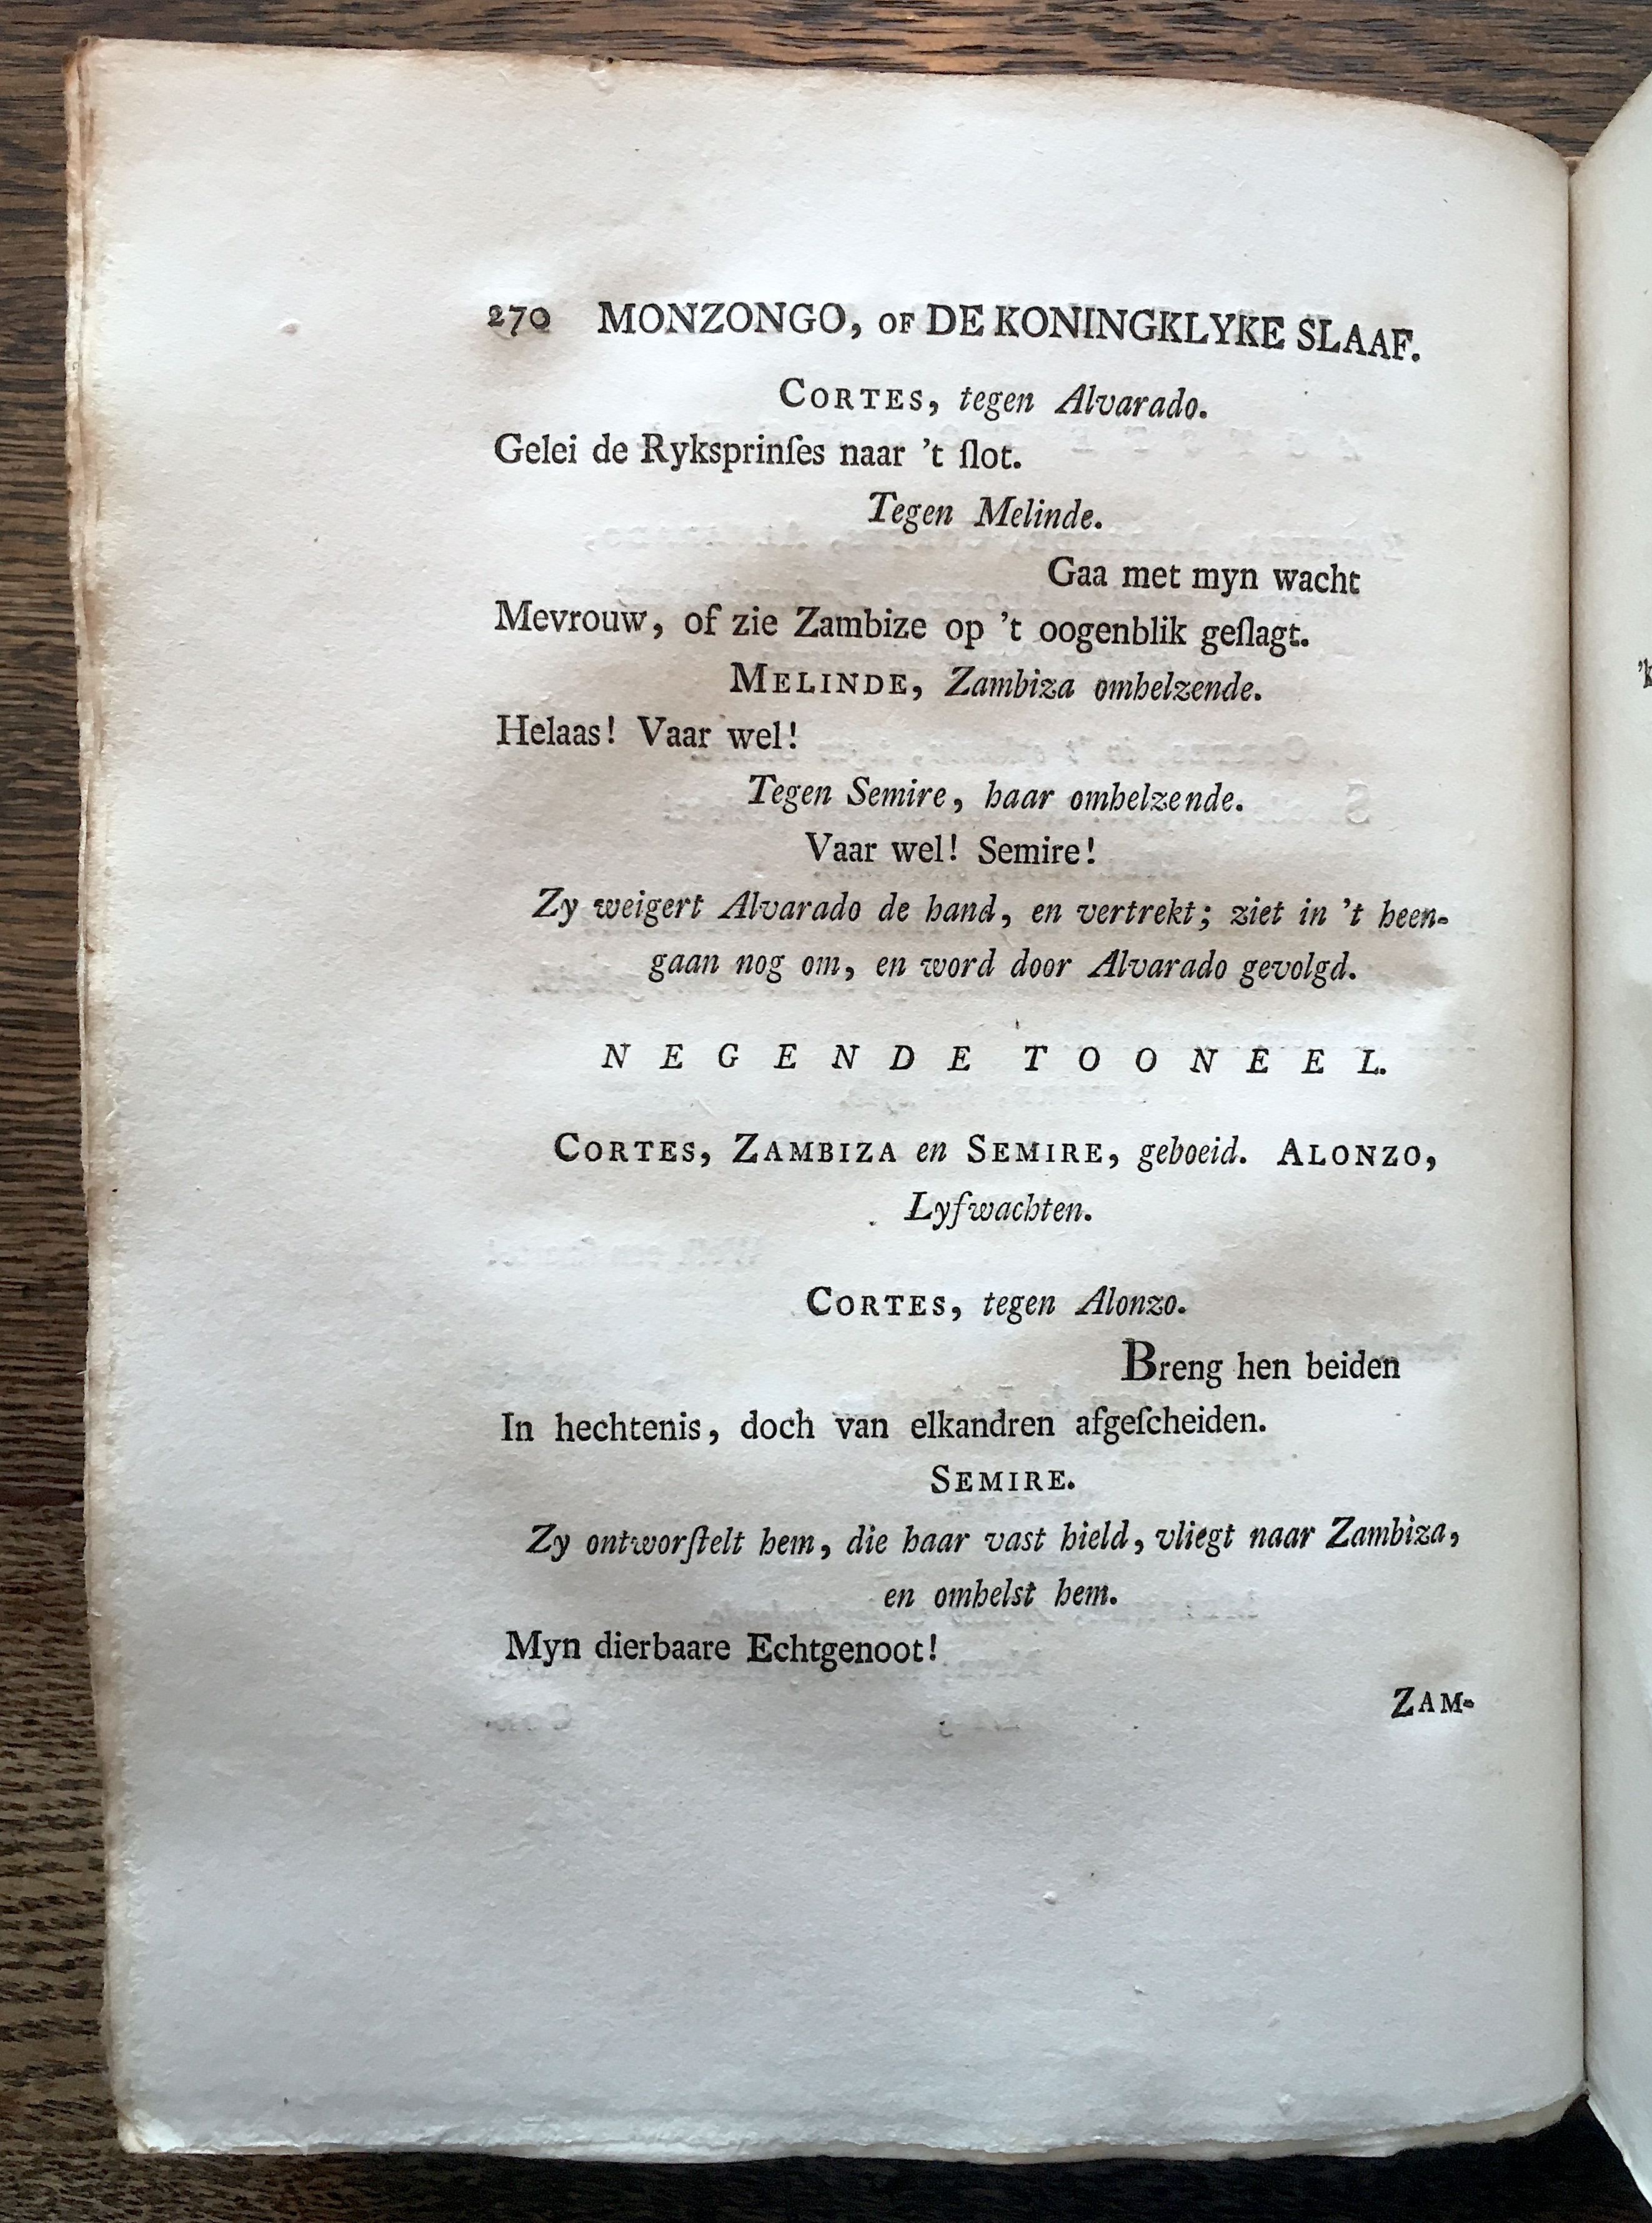 270 MONZONGO, OF DE KONINGKLYKE SLAAF.
CORTES, tegen Alvarado.
Gelei de Ryksprinſes naar 't ſlot.
Tegen Melinde.
Gaa met myn wacht
Mevrouw, of zie Zambize op 't oogenblik geſlagt.
MELINDE, Zambiza omhelzende.
Helaas! Vaar wel!
Tegen Semire, haar omhelzende.
Vaar wel! Semire!
Zy weigert Alvarado de hand, en vertrekt; ziet in 't heen-
gaan nog om, en word door Alvarado gevolgd.
NEGENDE TOONEEL.
CORTES, ZAMBIZA en SEMIRE, geboeid. ALONZO,
Lyfwachten.
CORTES, tegen Alonzo.
Breng hen beiden
In hechtenis, doch van elkandren afgeſcheiden.
SEMIRE.
Zy ontworſtelt hem, die haar vast hield, vliegt naar Zambiza,
en omhelst hem.
Myn dierbaare Echtgenoot!
ZAM-
'k